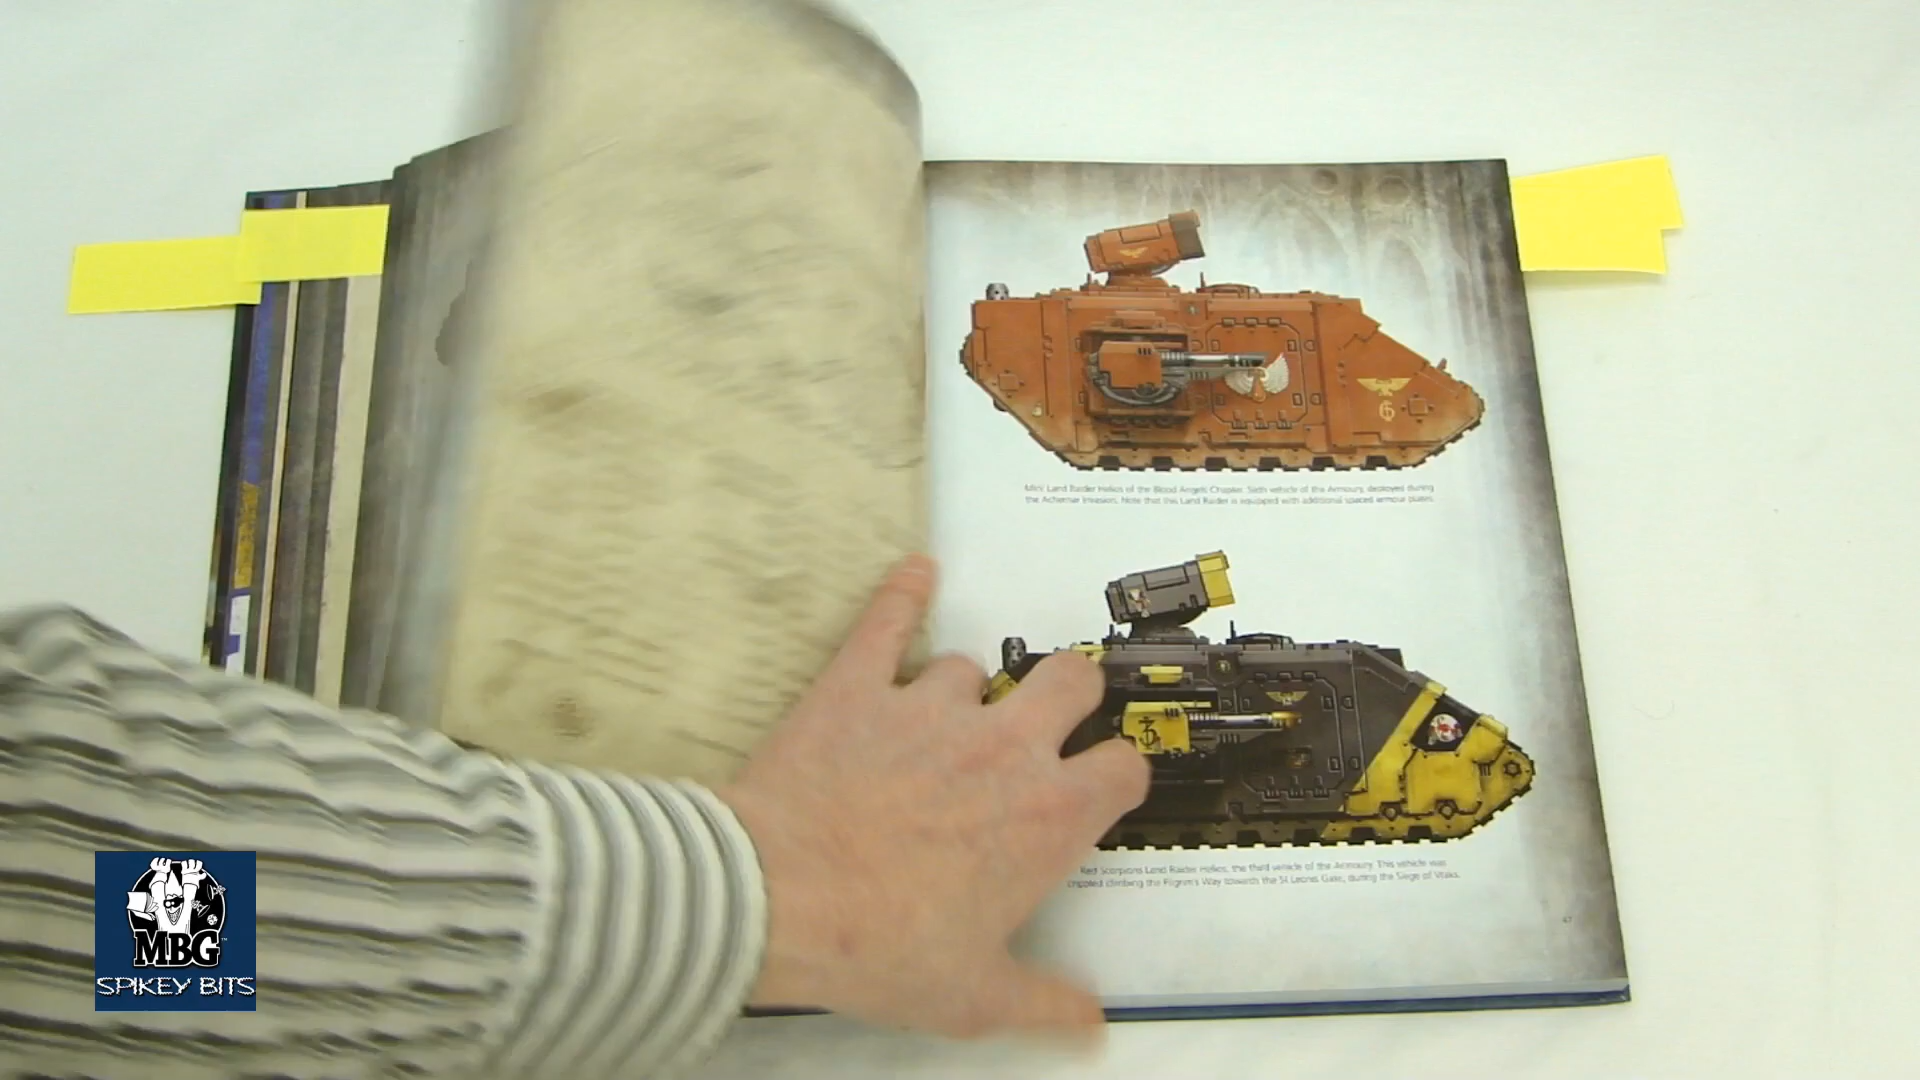 Land Raider Helios of the Blood Angels Chapter. Sixth vehicle of the Armoury, deployed during
the Achernar Invasion. Note that this Land Raider is equipped with additional spaced armour plates.
Red Scorpions Land Raider Helios, the third vehicle of the Armoury. This vehicle was
crippled climbing the Pilgrim's Way towards the St Leonis Gate, during the Siege of Vraks.
67
MBG
SPIKEY BITS